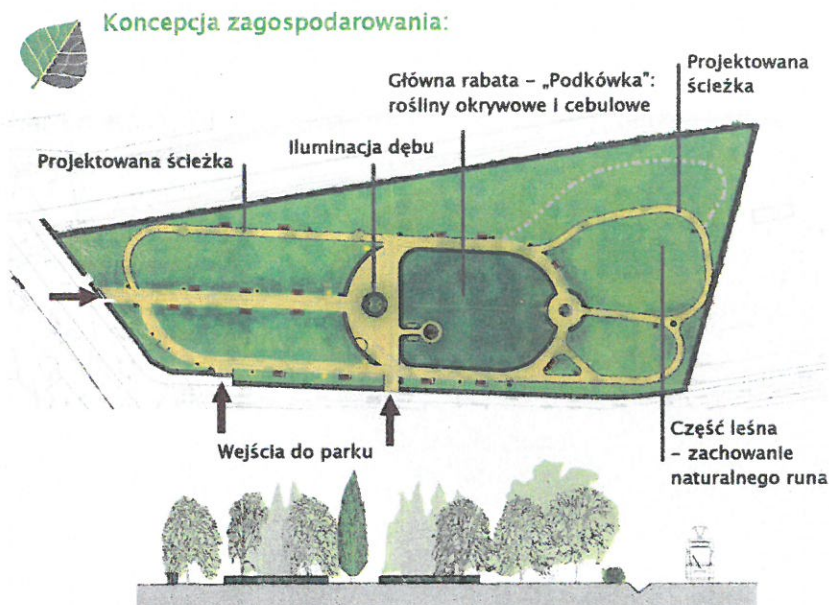 Koncepcja zagospodarowania:
Projektowana
ścieżka
Główna rabata – „Podkówka”:
rośliny okrywowe i cebulowe
Iluminacja dębu
Projektowana ścieżka
Wejścia do parku
Część leśna
– zachowanie
naturalnego runa